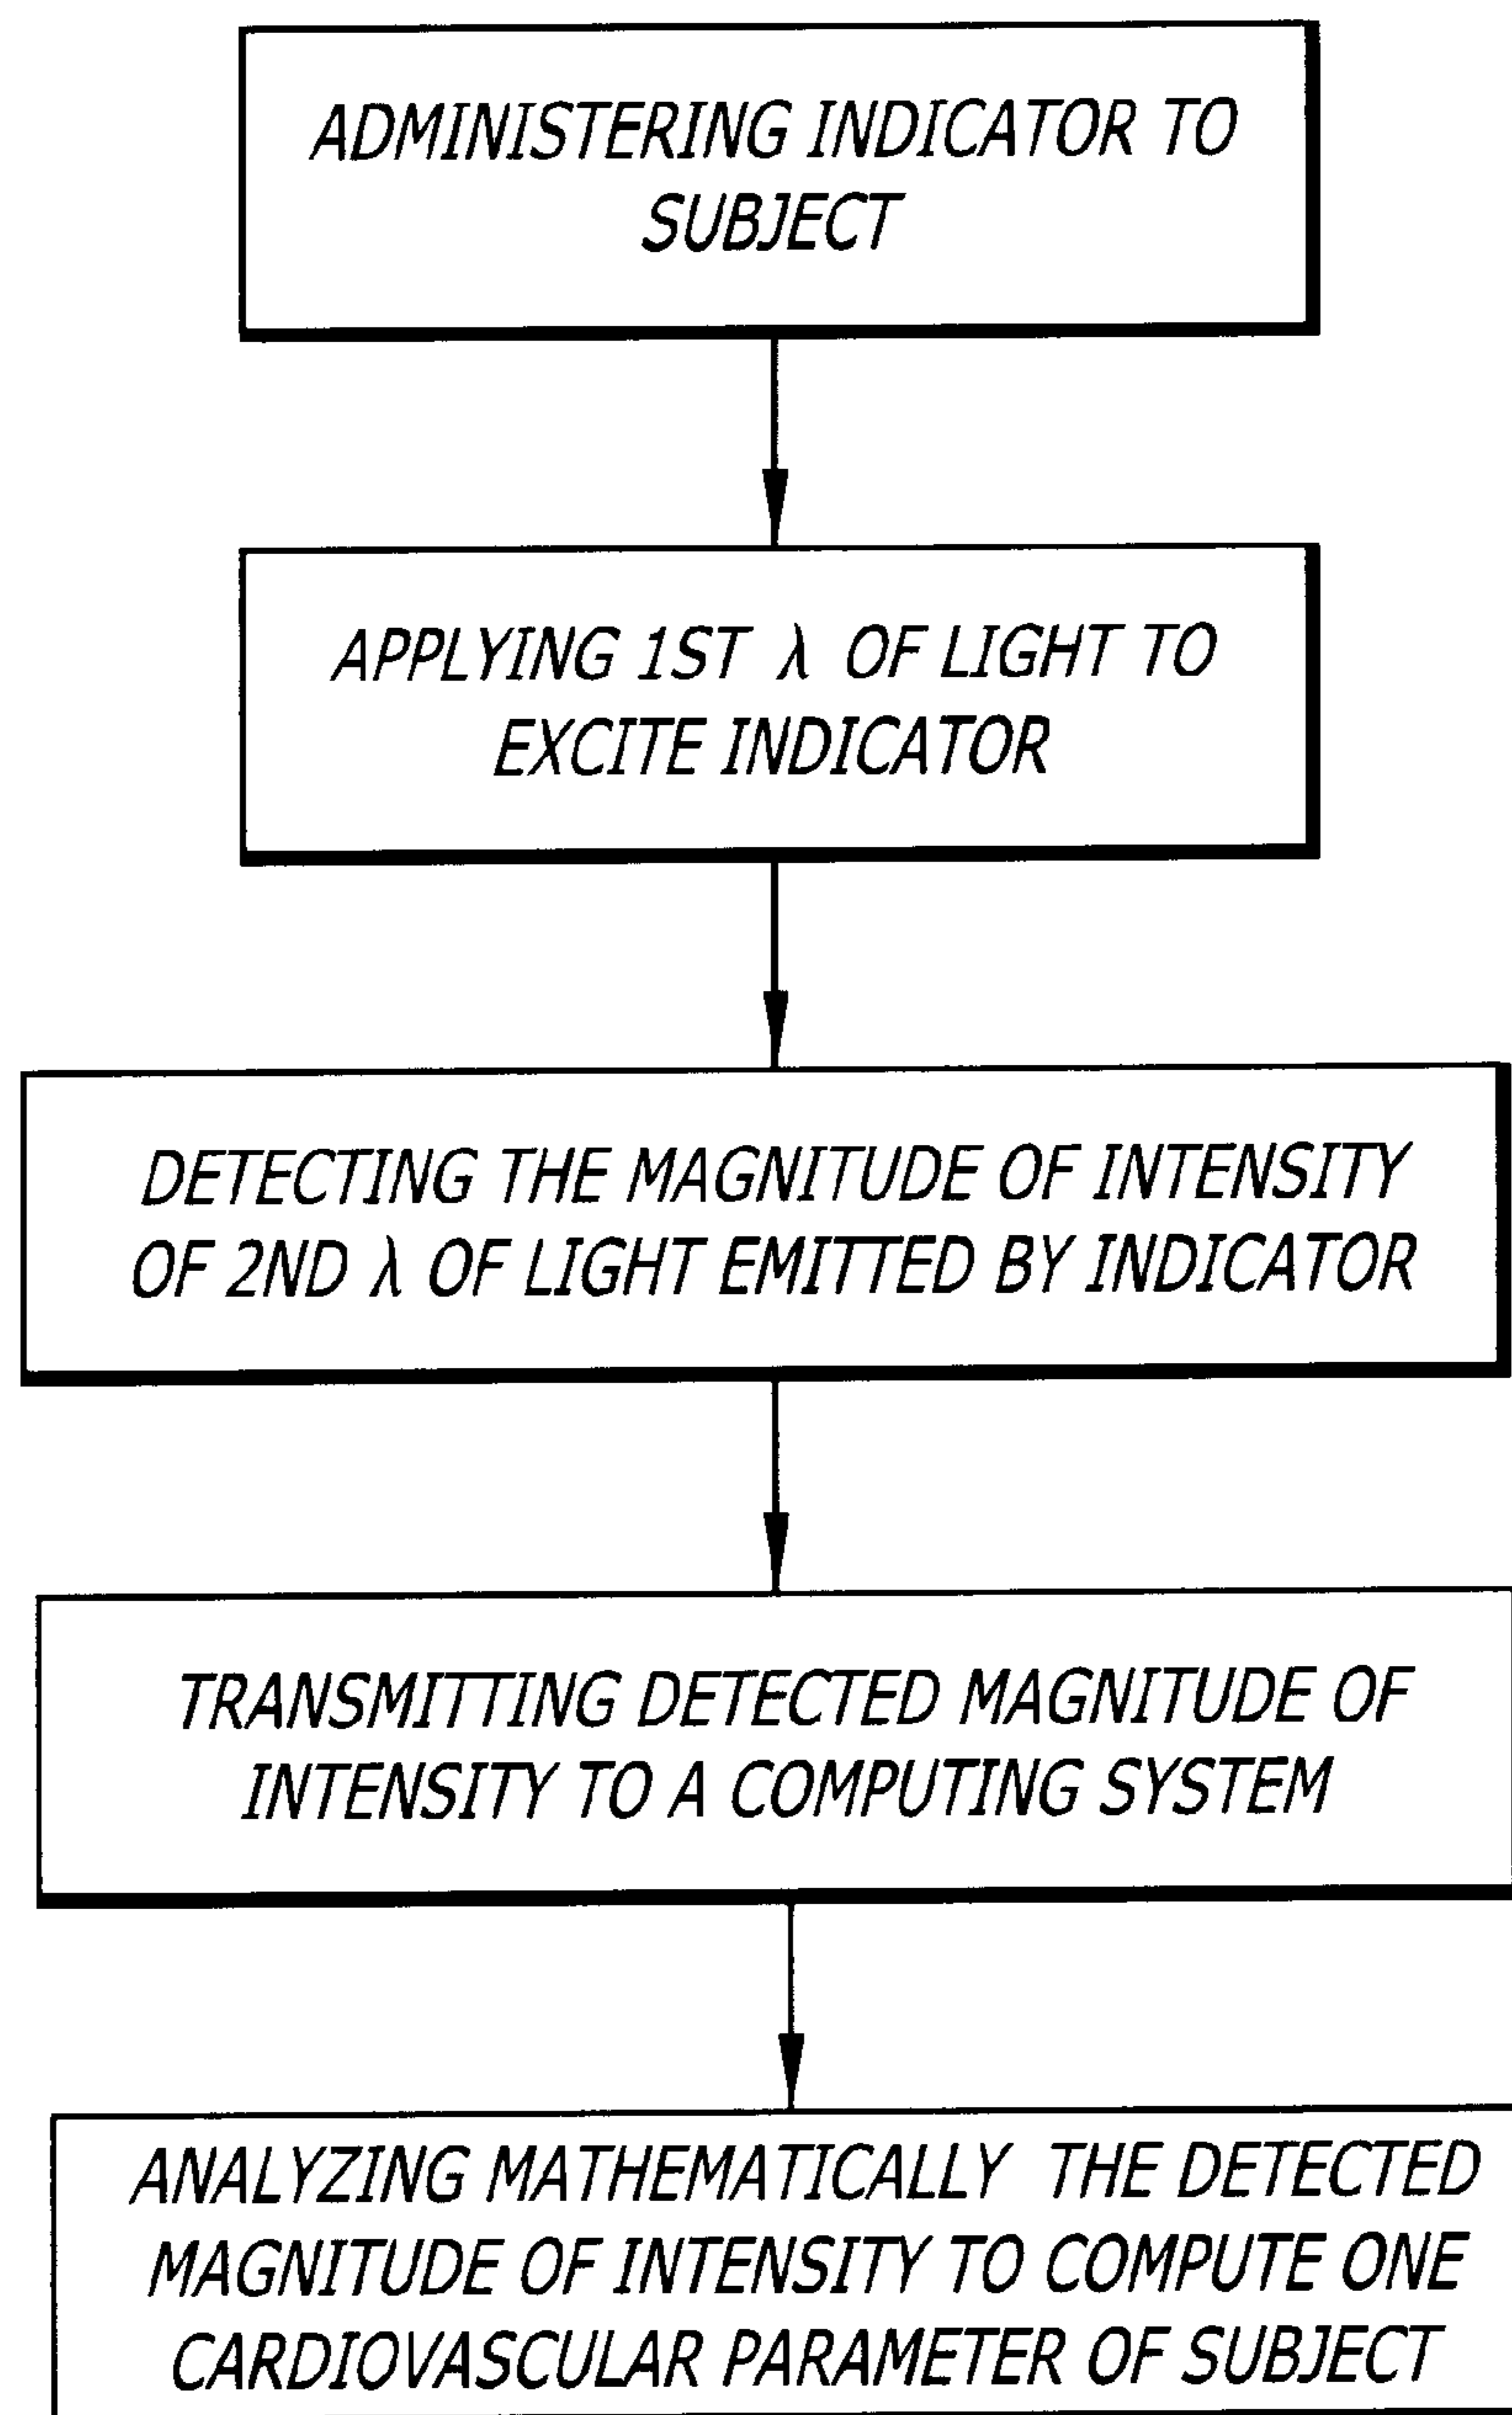 ADMINISTERING INDICATOR TO
SUBJECT
APPLYING 1ST λ OF LIGHT TO
EXCITE INDICATOR
DETECTING THE MAGNITUDE OF INTENSITY
OF 2ND λ OF LIGHT EMITTED BY INDICATOR
TRANSMITTING DETECTED MAGNITUDE OF
INTENSITY TO A COMPUTING SYSTEM
ANALYZING MATHEMATICALLY THE DETECTED
MAGNITUDE OF INTENSITY TO COMPUTE ONE
CARDIOVASCULAR PARAMETER OF SUBJECT